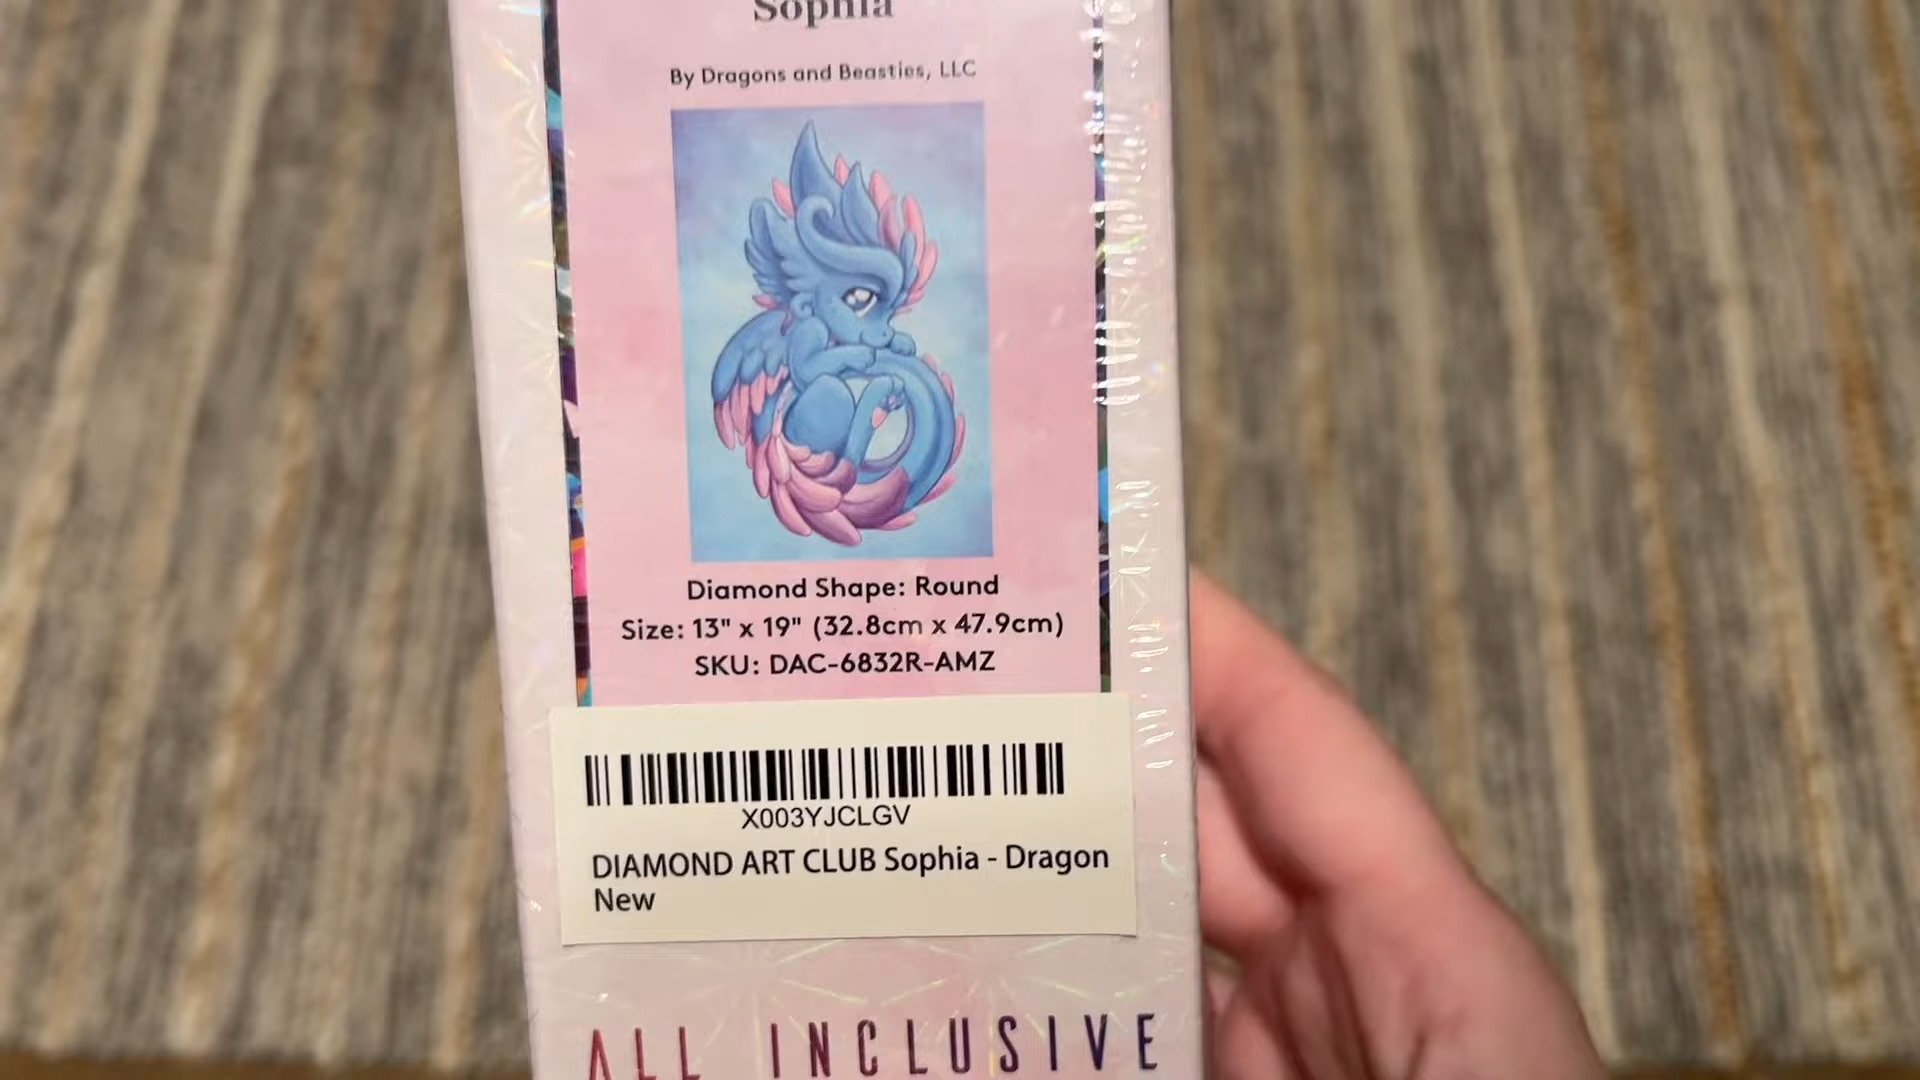 Sophia
By Dragons and Beasties, LLC
Diamond Shape: Round
Size: 13" x 19" (32.8cm x 47.9cm)
SKU: DAC-6832R-AMZ
X003YJCLGV
DIAMOND ART CLUB Sophia - Dragon
New
ALL INCLUSIVE